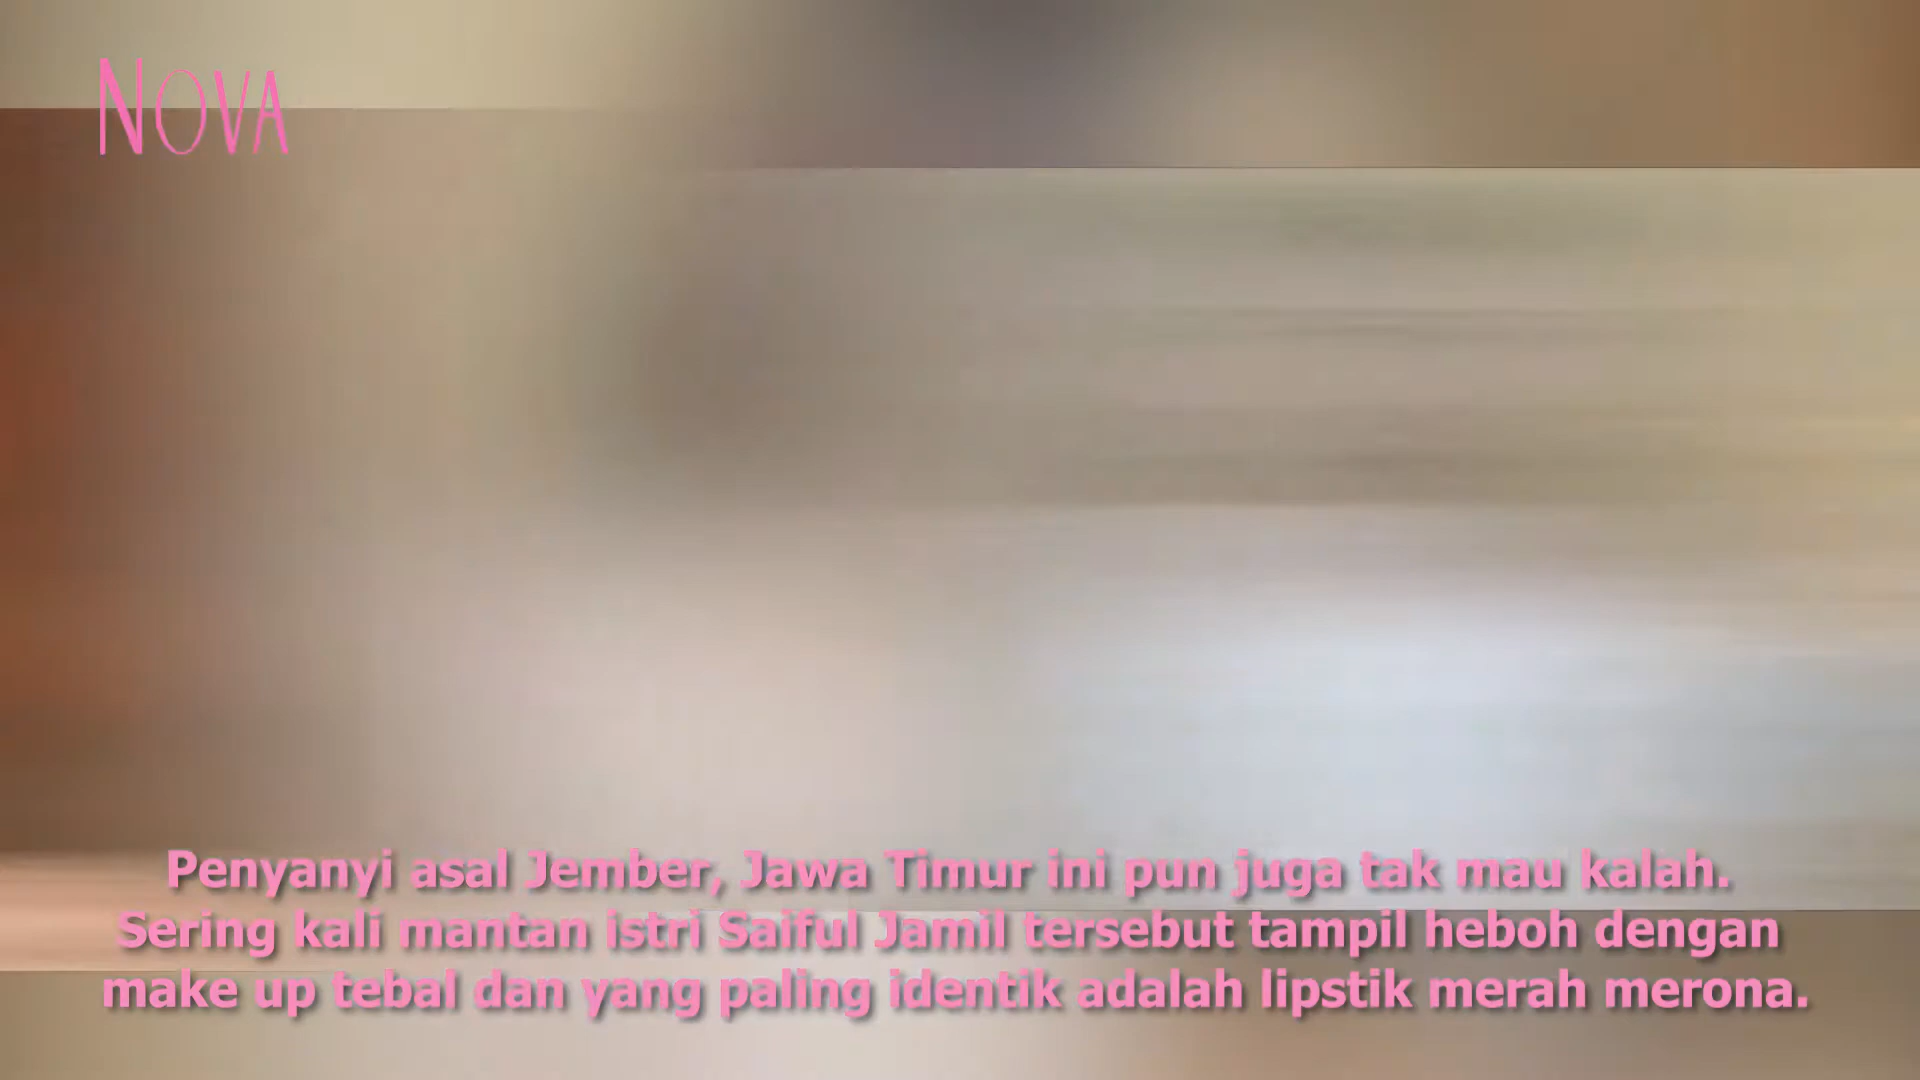 NOVA
Penyanyi asal Jember, Jawa Timur ini pun juga tak mau kalah.
Sering kali mantan istri Saiful Jamil tersebut tampil heboh dengan
make up tebal dan yang paling identik adalah lipstik merah merona.